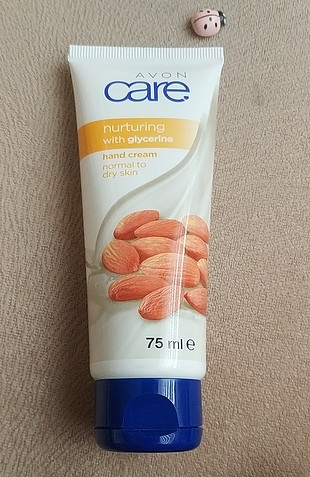 AVON
care
nurturing
with glycerine
hand cream
normal to
dry skin
75 ml ℮